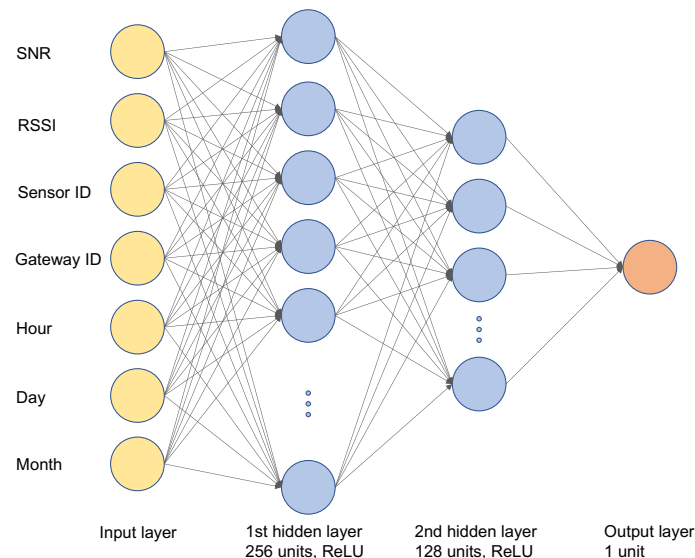 SNR
RSSI
Sensor ID
Gateway ID
Hour
Day
Month
Input layer
1st hidden layer
256 units, ReLU
2nd hidden layer
128 units, ReLU
Output layer
1 unit